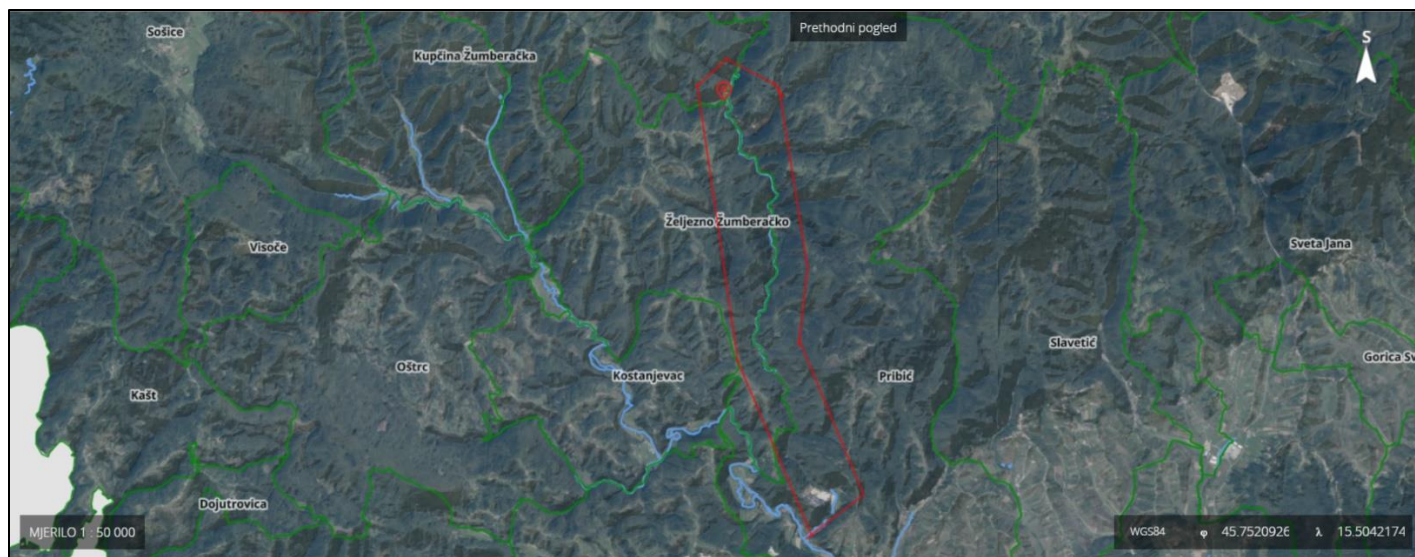 Prethodni pogled
Sošice
Kupčina Žumberačka
S
Željezno Žumberačko
Visoče
Sveta Jana
Slavetić
Gorica Sv
Oštrc
Kostanjevac
Pribić
Kašt
Dojutrovica
MJERILO 1 : 50 000
WGS84 φ 45.7520926 λ 15.5042174